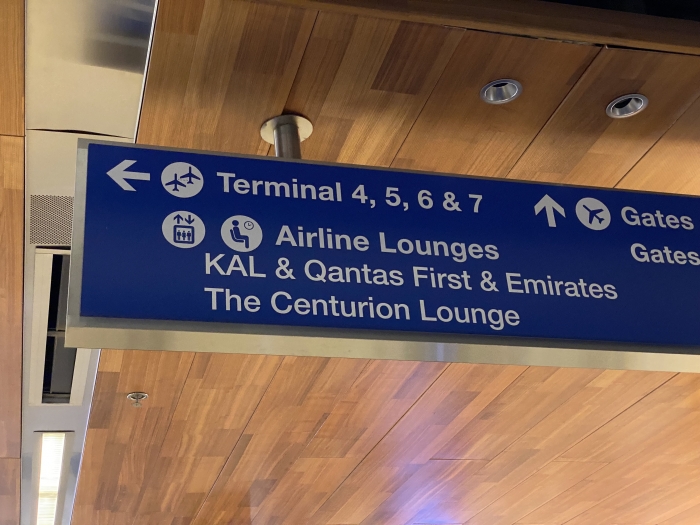 Terminal 4, 5, 6 & 7
Airline Lounges
KAL & Qantas First & Emirates
The Centurion Lounge
Gates
Gates